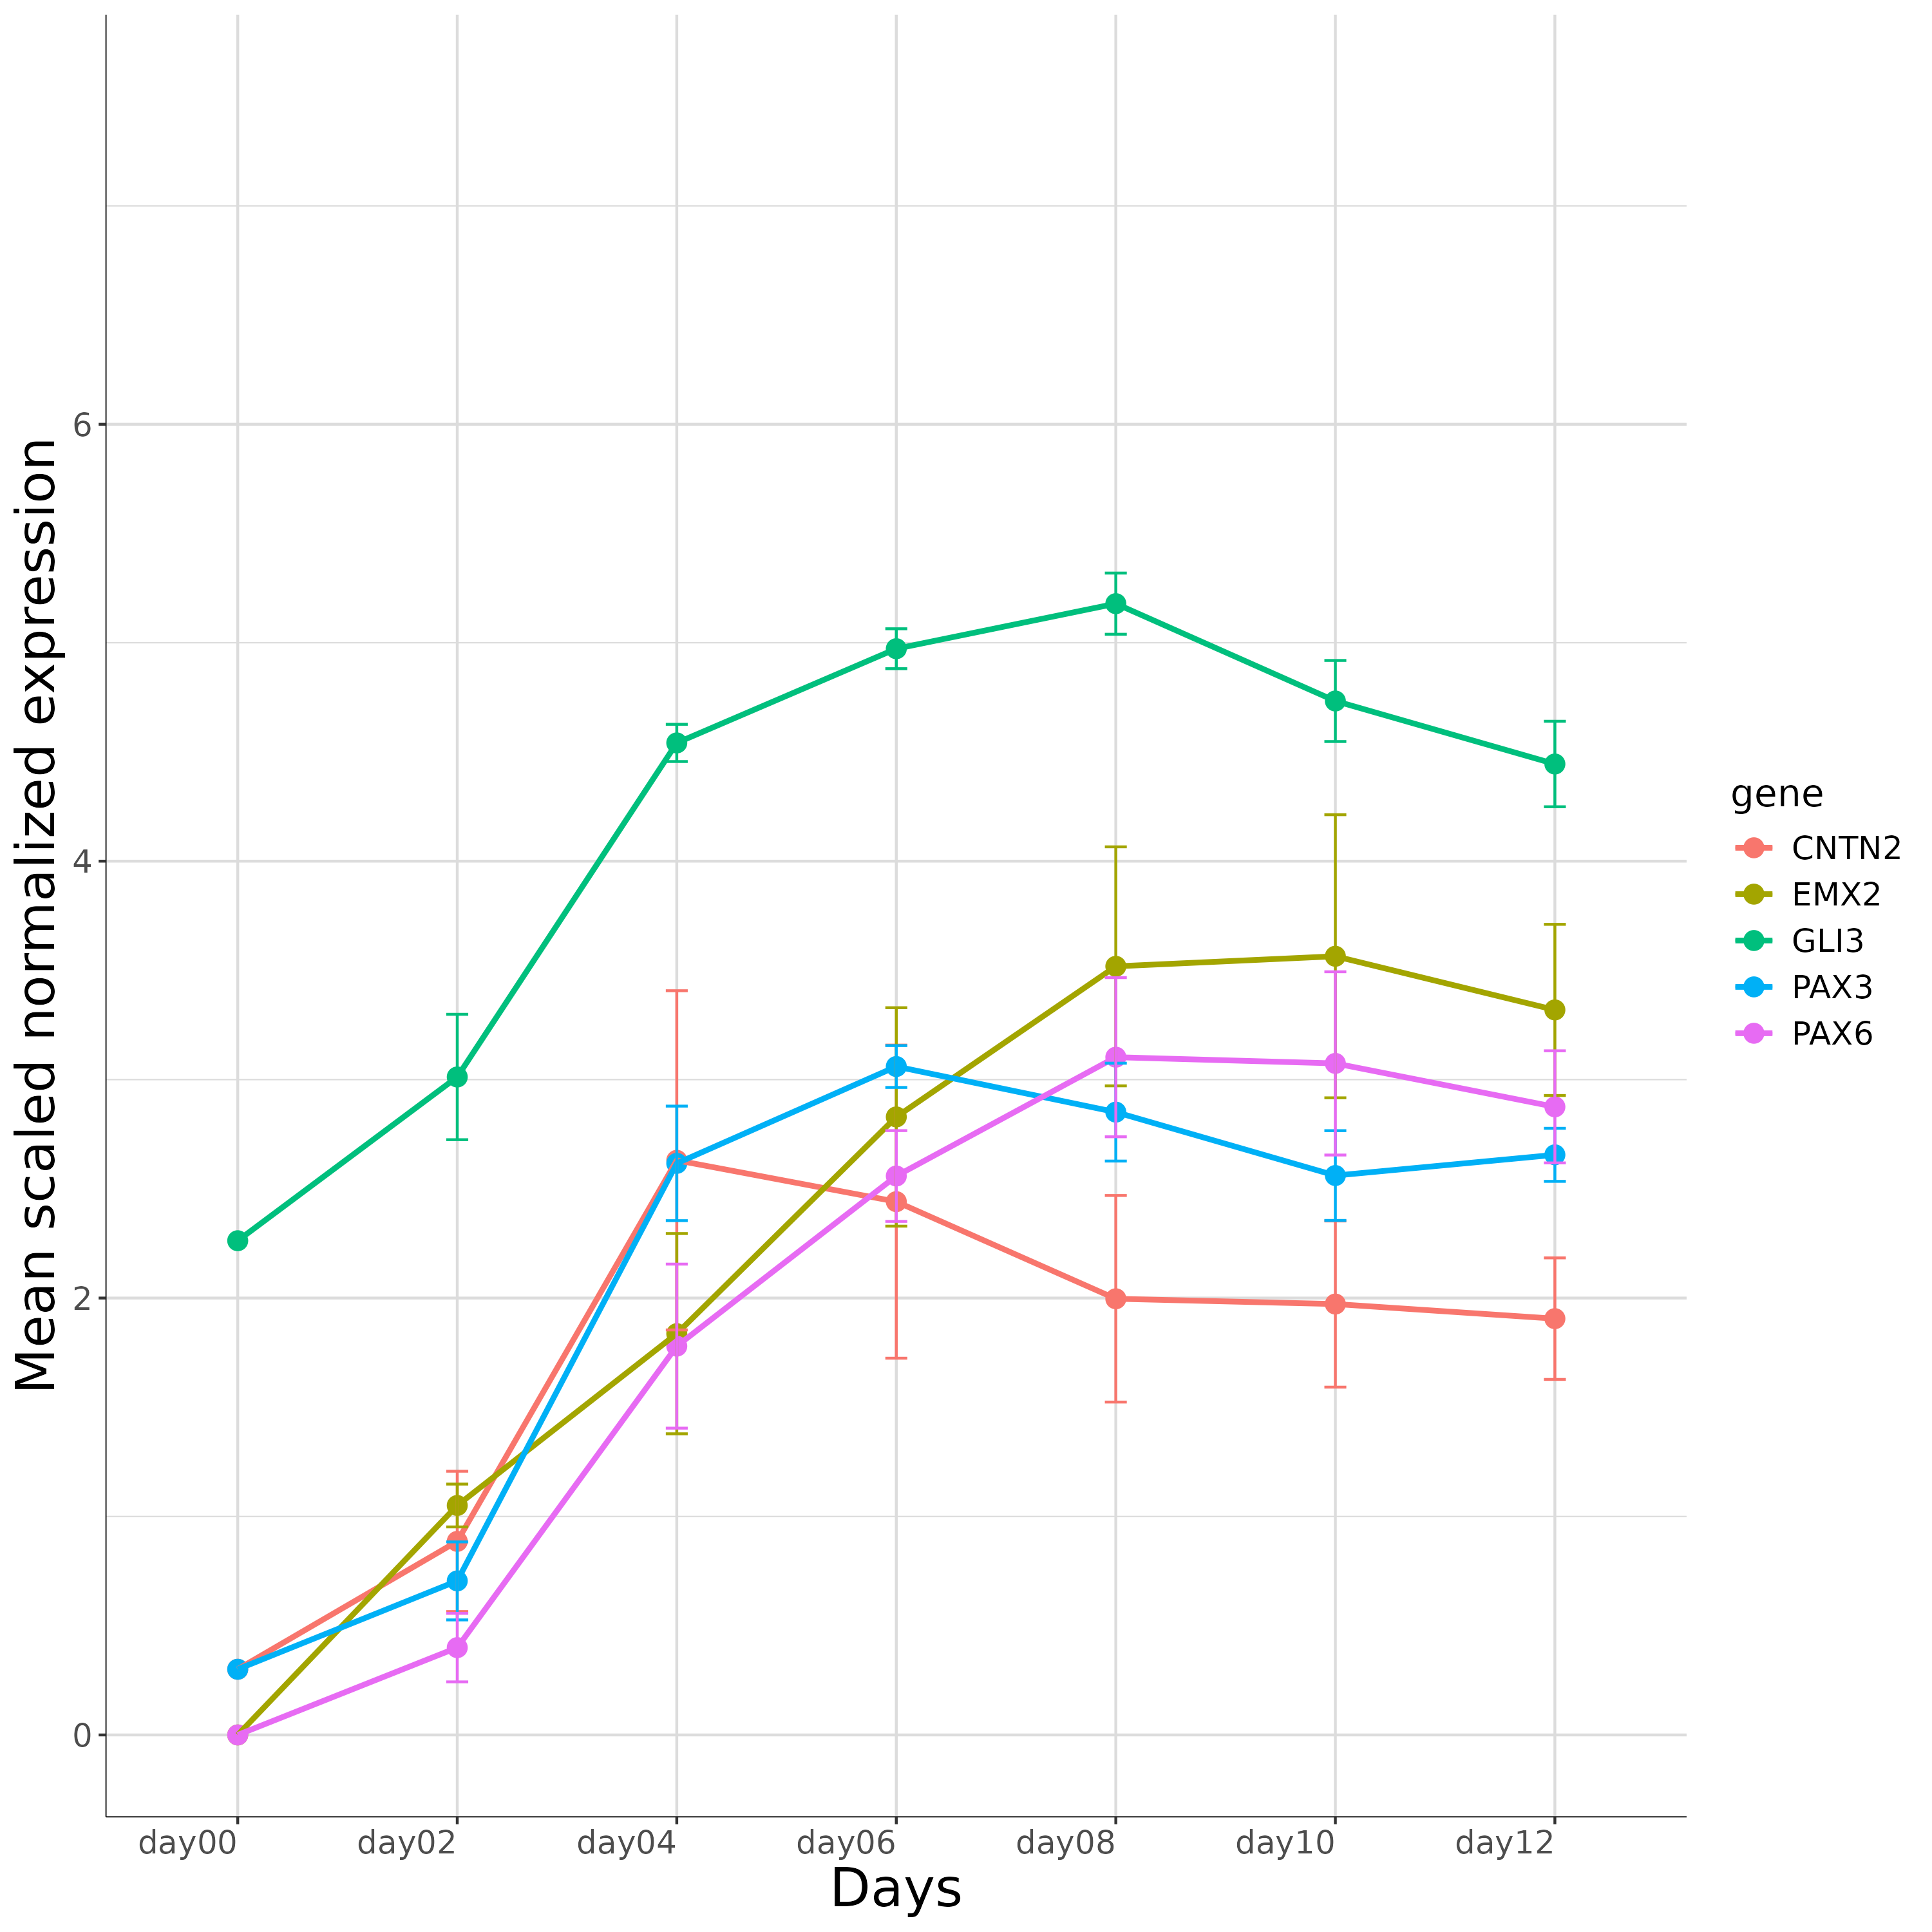 Mean scaled normalized expression
6
4
2
0
day00 day02 day04 day06 day08 day10 day12
Days
gene
CNTN2
EMX2
GLI3
PAX3
PAX6